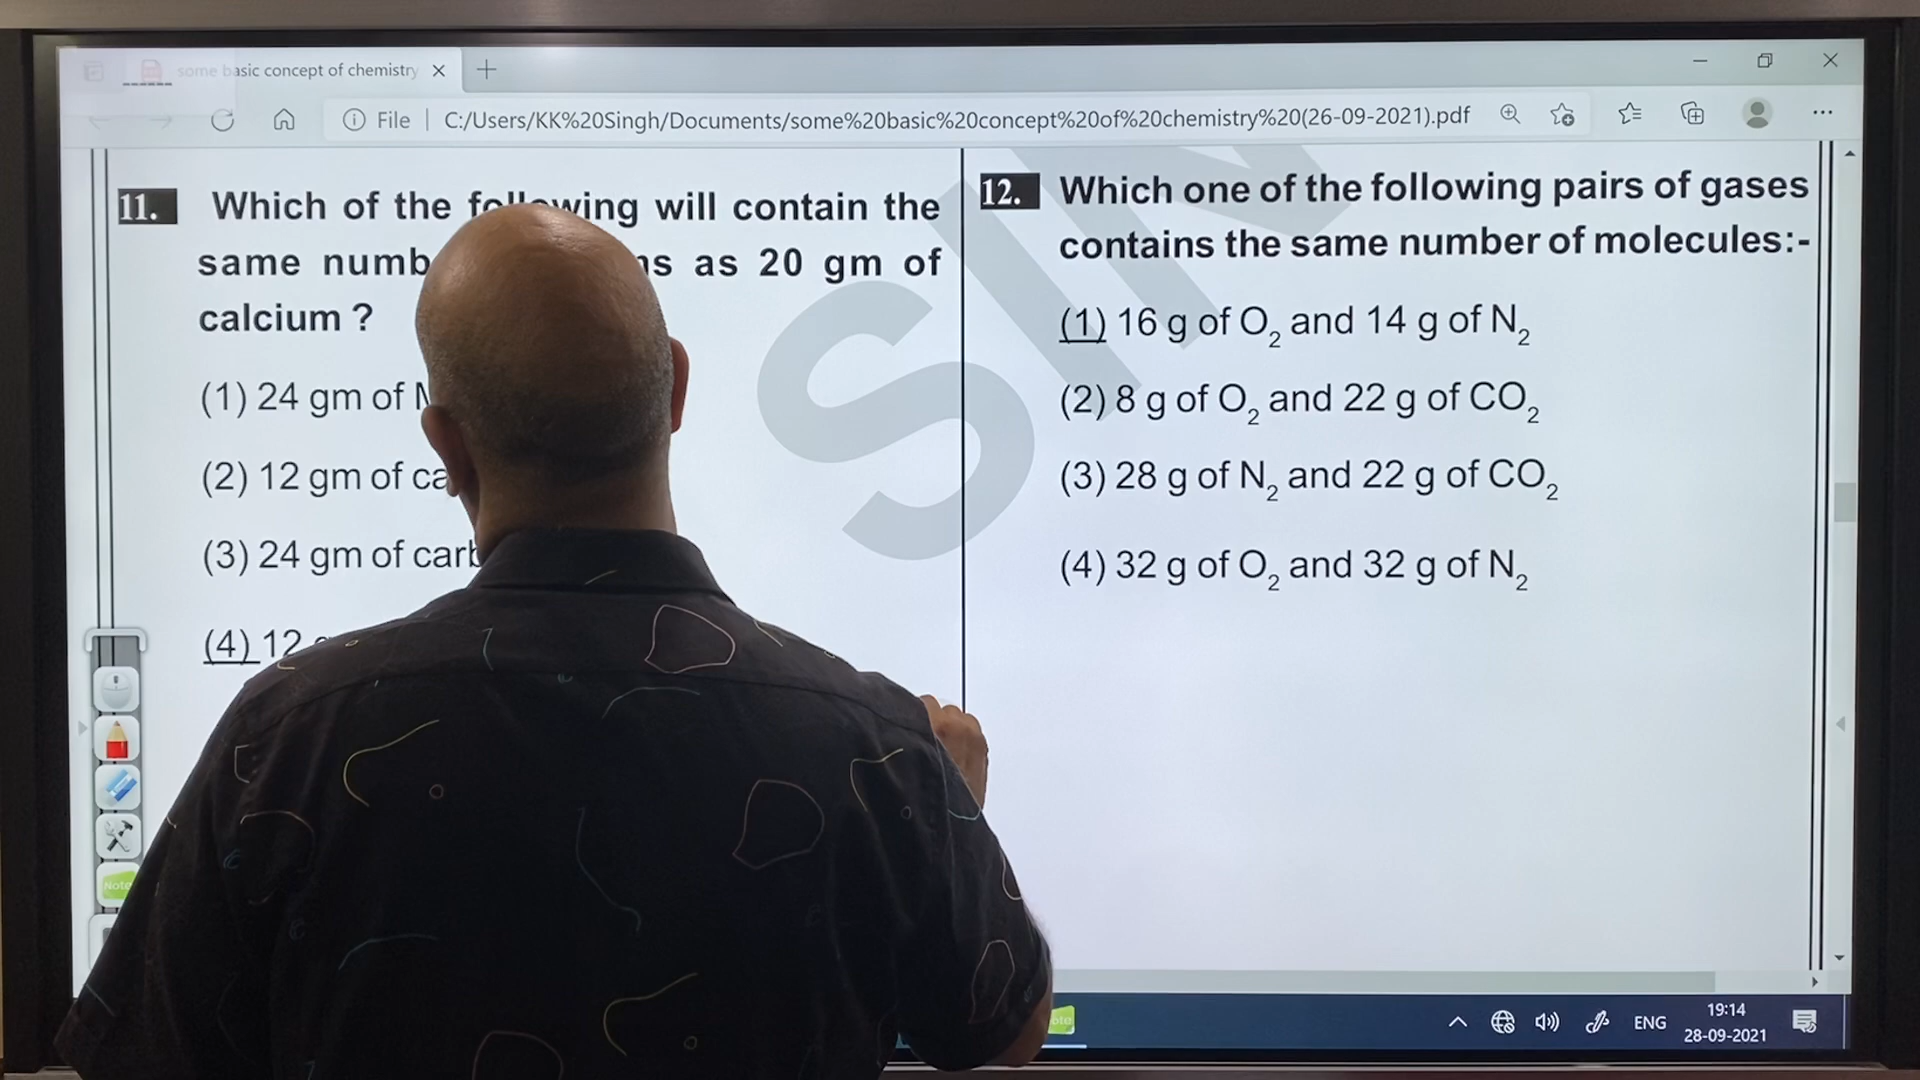 some basic concept of chemistry
File C:/Users/KK%20Singh/Documents/some%20basic%20concept%20of%20chemistry%20(26-09-2021).pdf
11. Which of the following will contain the
same as 20 gm of
calcium ?
(1) 24 gm of
(2) 12 gm of
(3) 24 gm of
(4) 12
12. Which one of the following pairs of gases
contains the same number of molecules:-
(1) 16 g of O₂ and 14 g of N₂
(2) 8 g of O₂ and 22 g of CO₂
(3) 28 g of N₂ and 22 g of CO₂
(4) 32 g of O₂ and 32 g of N₂
Note
ENG
19:14
28-09-2021